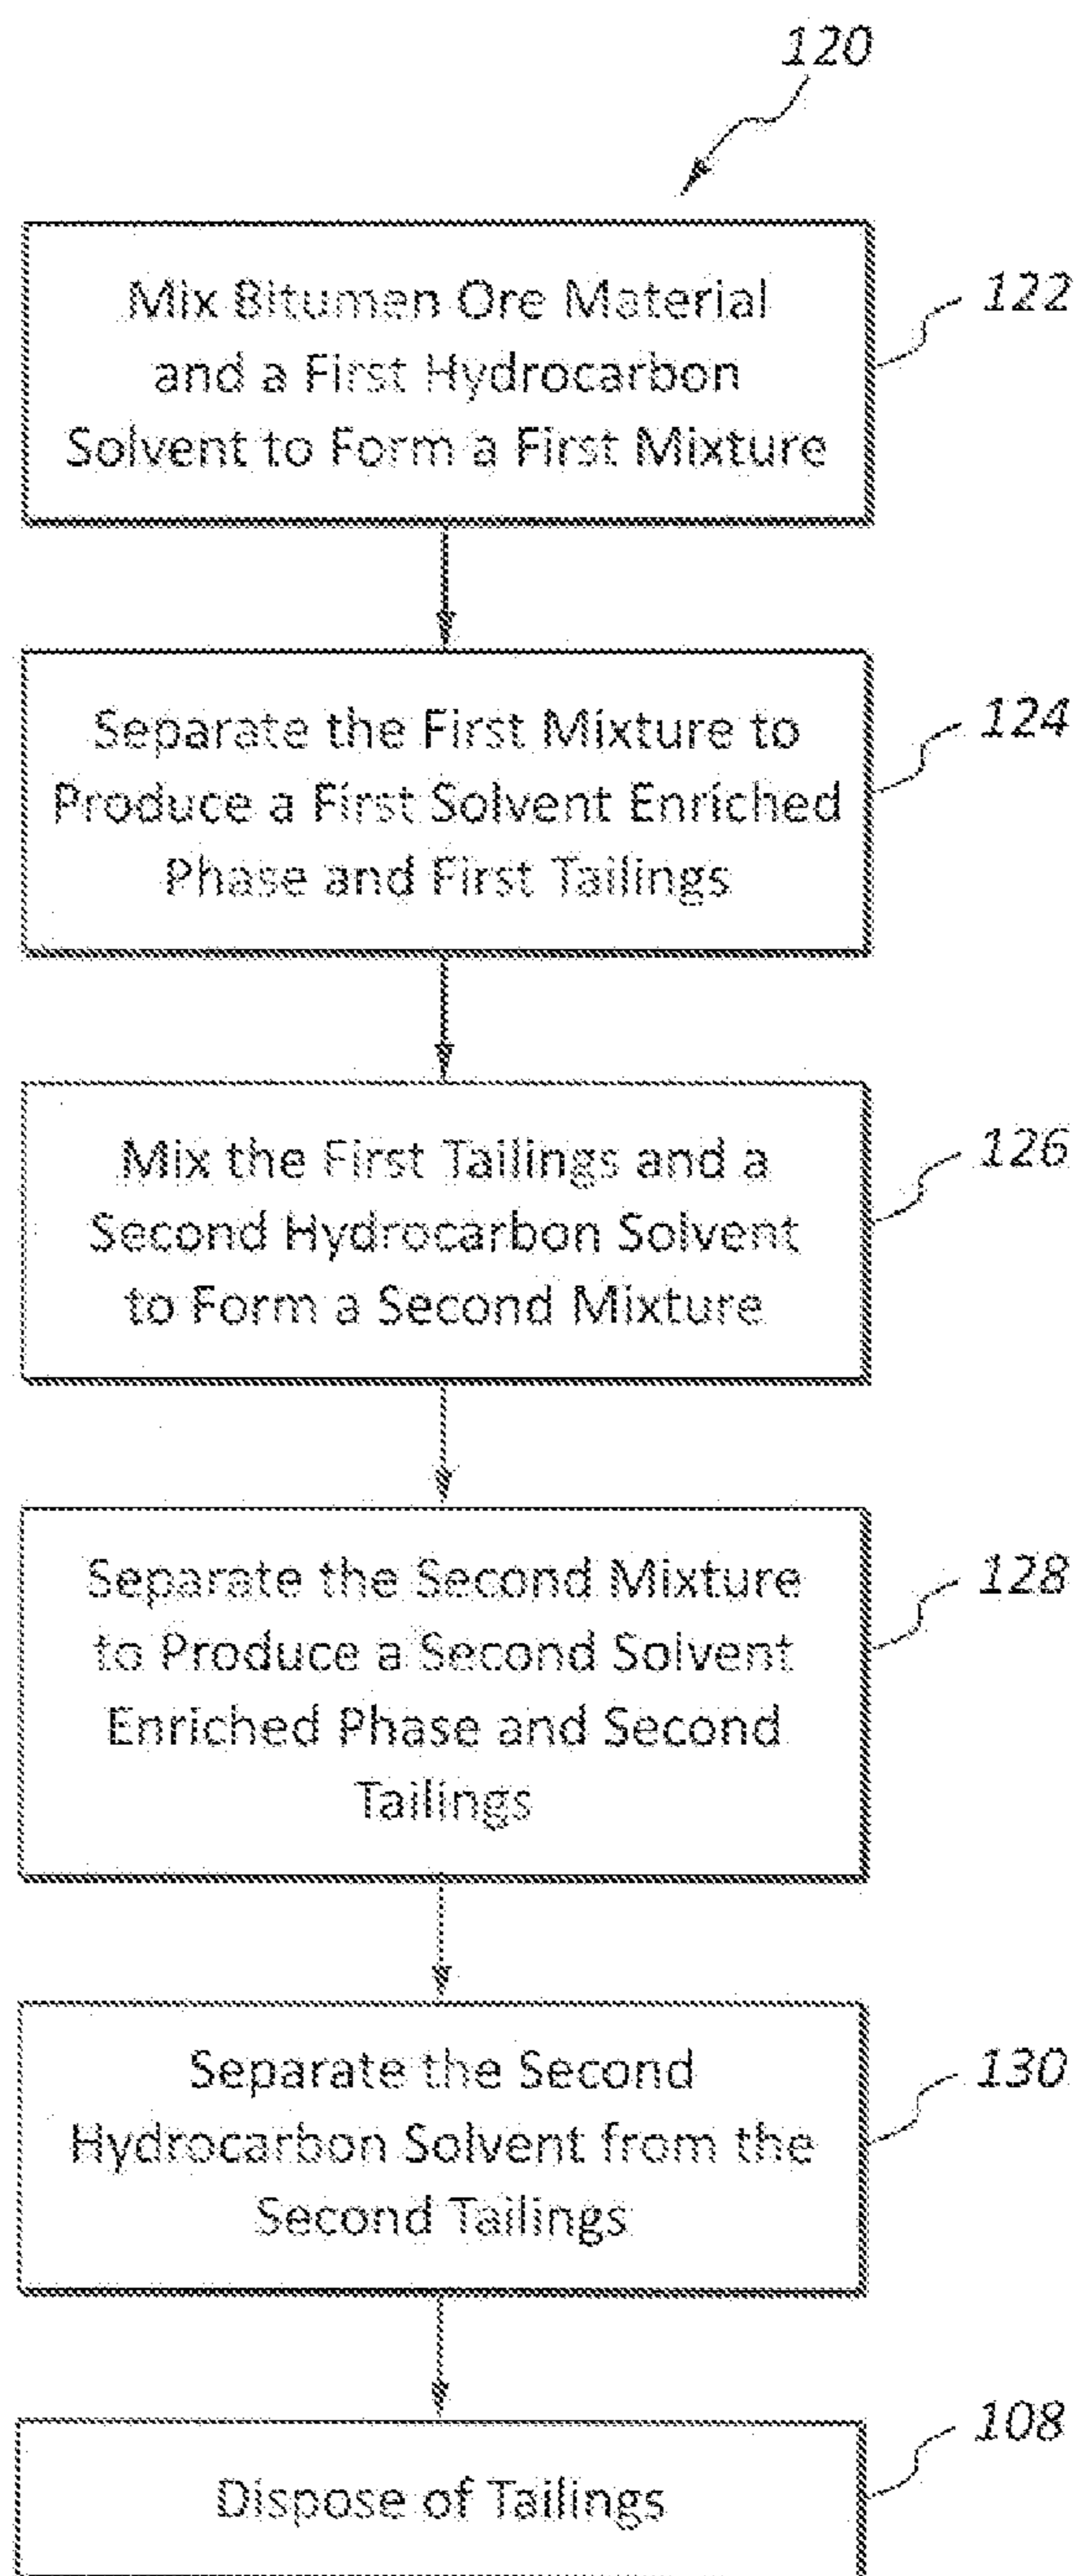 120
Mix Bitumen Ore Material
and a First Hydrocarbon
Solvent to Form a First Mixture
122
Separate the First Mixture to
Produce a First Solvent Enriched
Phase and First Tailings
124
Mix the First Tailings and a
Second Hydrocarbon Solvent
to Form a Second Mixture
126
Separate the Second Mixture
to Produce a Second Solvent
Enriched Phase and Second
Tailings
128
Separate the Second
Hydrocarbon Solvent from the
Second Tailings
130
Dispose of Tailings
108